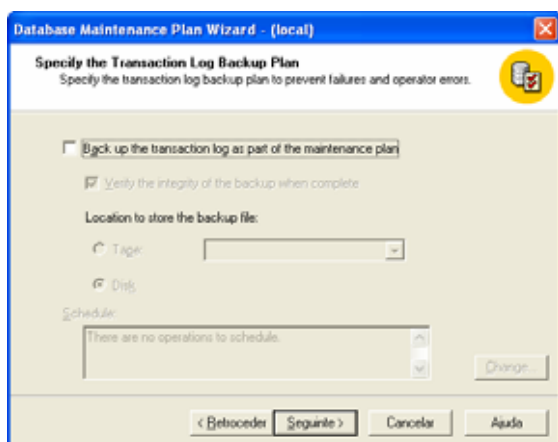 Database Maintenance Plan Wizard - (local)
Specify the Transaction Log Backup Plan
Specify the transaction log backup plan to prevent failures and operator errors.
Back up the transaction log as part of the maintenance plan
Verify the integrity of the backup when complete
Location to store the backup file:
Tape:
Disk
Schedule:
There are no operations to schedule.
Change...
< Retroceder
Seguinte >
Cancelar
Ajuda